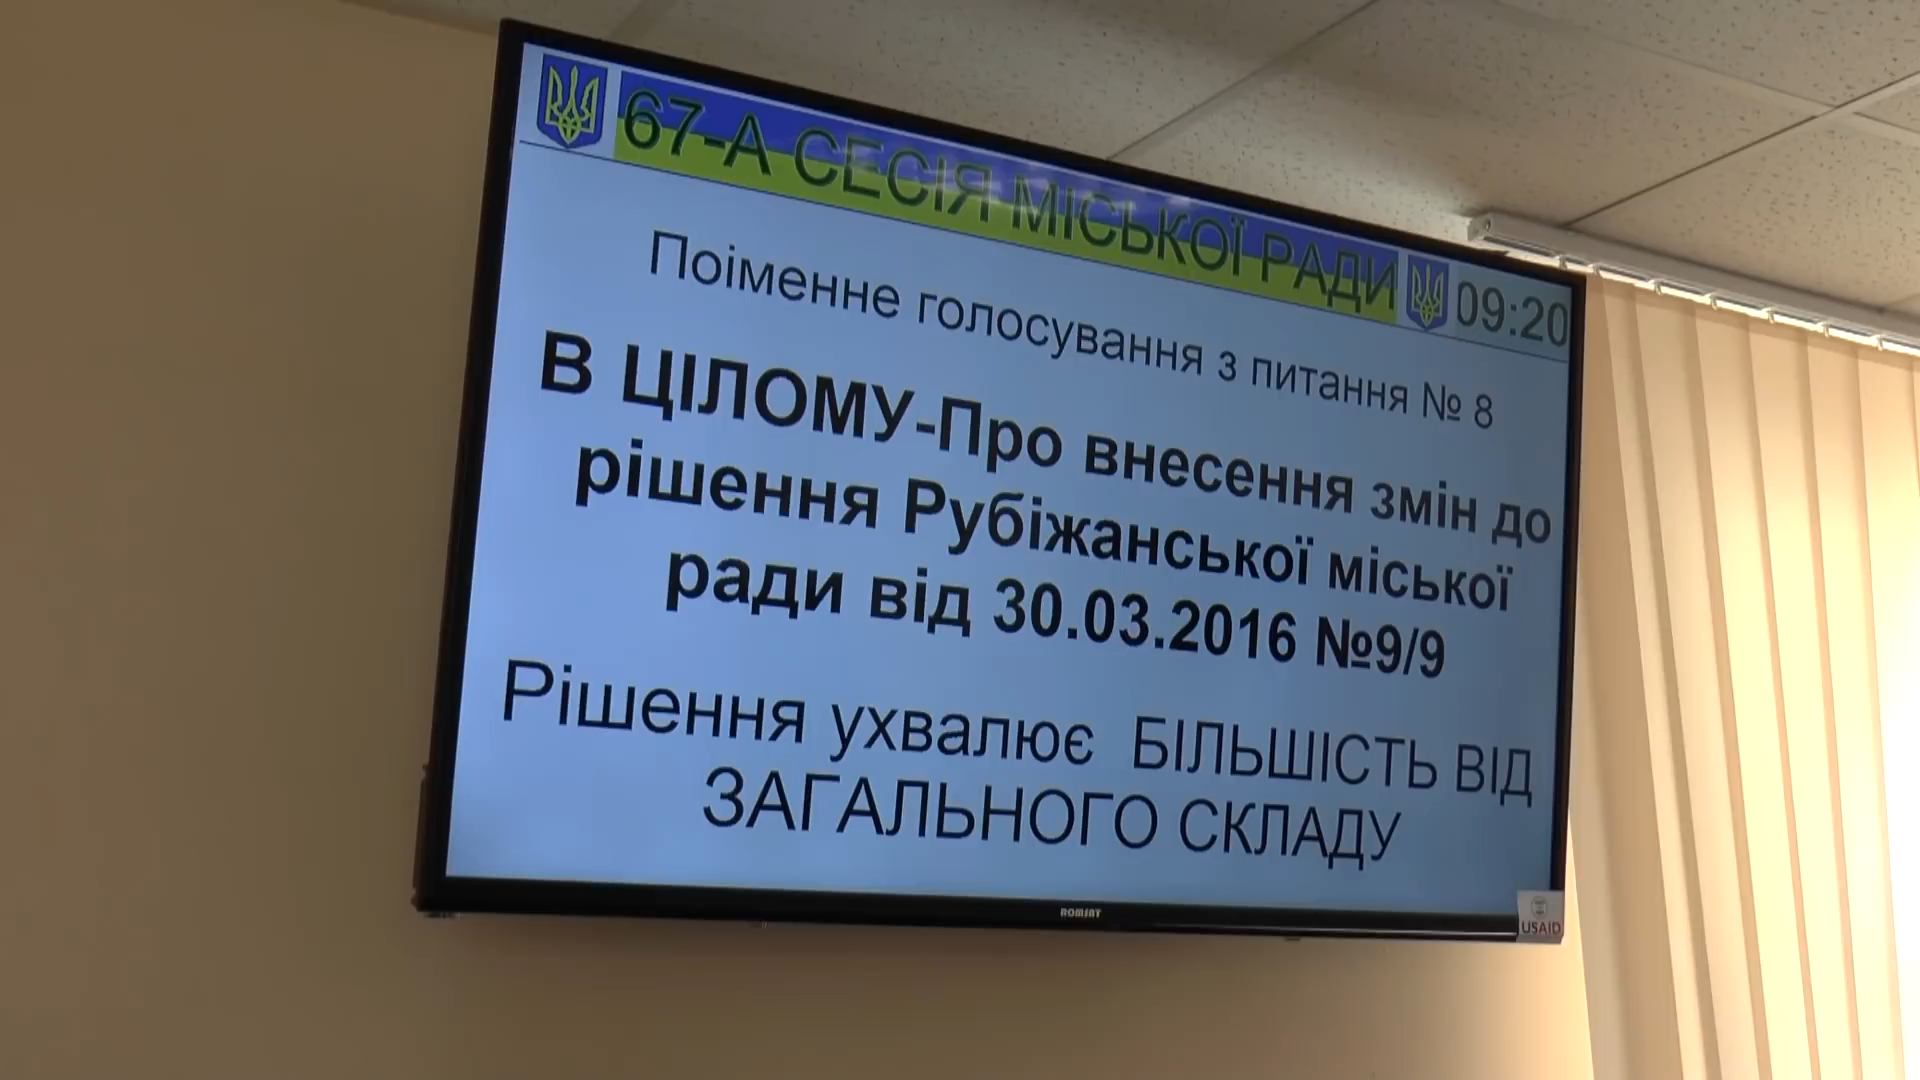 67-А СЕСІЯ МІСЬКОЇ РАДИ
09:20
Поіменне голосування з питання № 8
В ЦІЛОМУ-Про внесення змін до
рішення Рубіжанської міської
ради від 30.03.2016 №9/9
Рішення ухвалює БІЛЬШІСТЬ ВІД
ЗАГАЛЬНОГО СКЛАДУ
ROMSAT
USAID